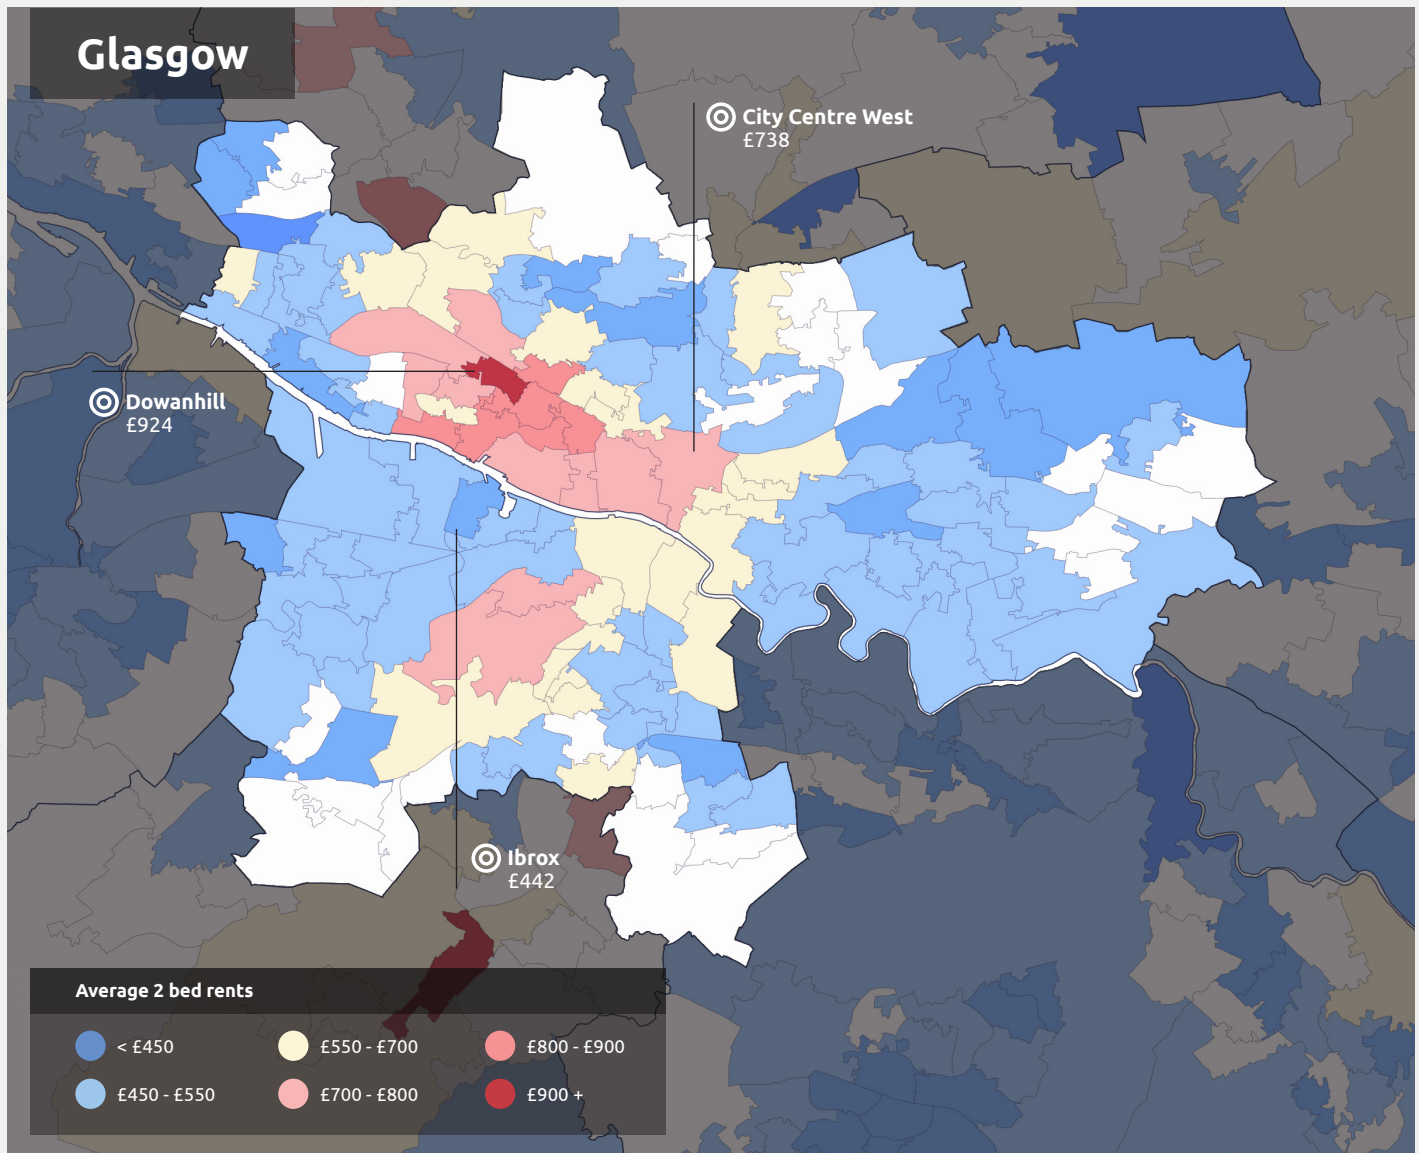 Glasgow
City Centre West
£738
Dowanhill
£924
Ibrox
£442
Average 2 bed rents
< £450
£550 - £700
£800 - £900
£450 - £550
£700 - £800
£900 +